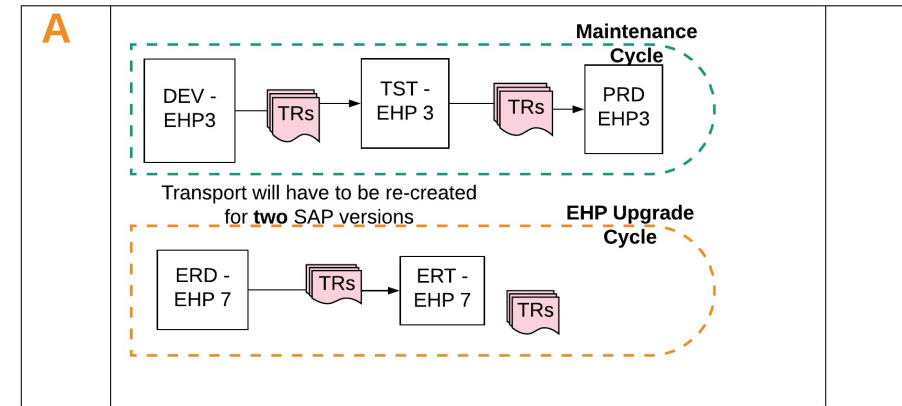 A
Maintenance
Cycle
DEV -
EHP3
TRs
TST -
EHP 3
TRs
PRD
EHP3
Transport will have to be re-created
for two SAP versions
EHP Upgrade
Cycle
ERD -
EHP 7
TRs
ERT -
EHP 7
TRs